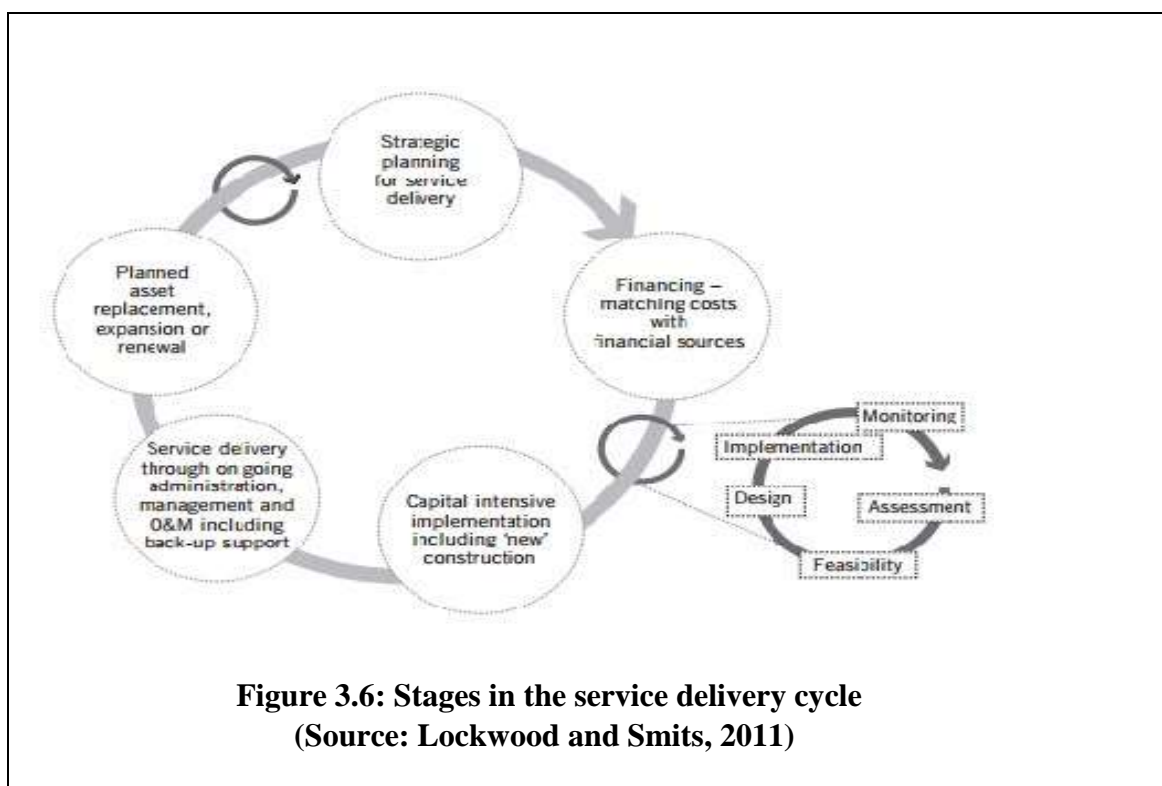 Strategic
planning
for service
delivery
Financing –
matching costs
with
financial sources
Monitoring
Implementation
Design
Assessment
Feasibility
Capital intensive
implementation
including ‘new’
construction
Service delivery
through on going
administration,
management and
O&M including
back-up support
Planned
asset
replacement,
expansion or
renewal
Figure 3.6: Stages in the service delivery cycle
(Source: Lockwood and Smits, 2011)